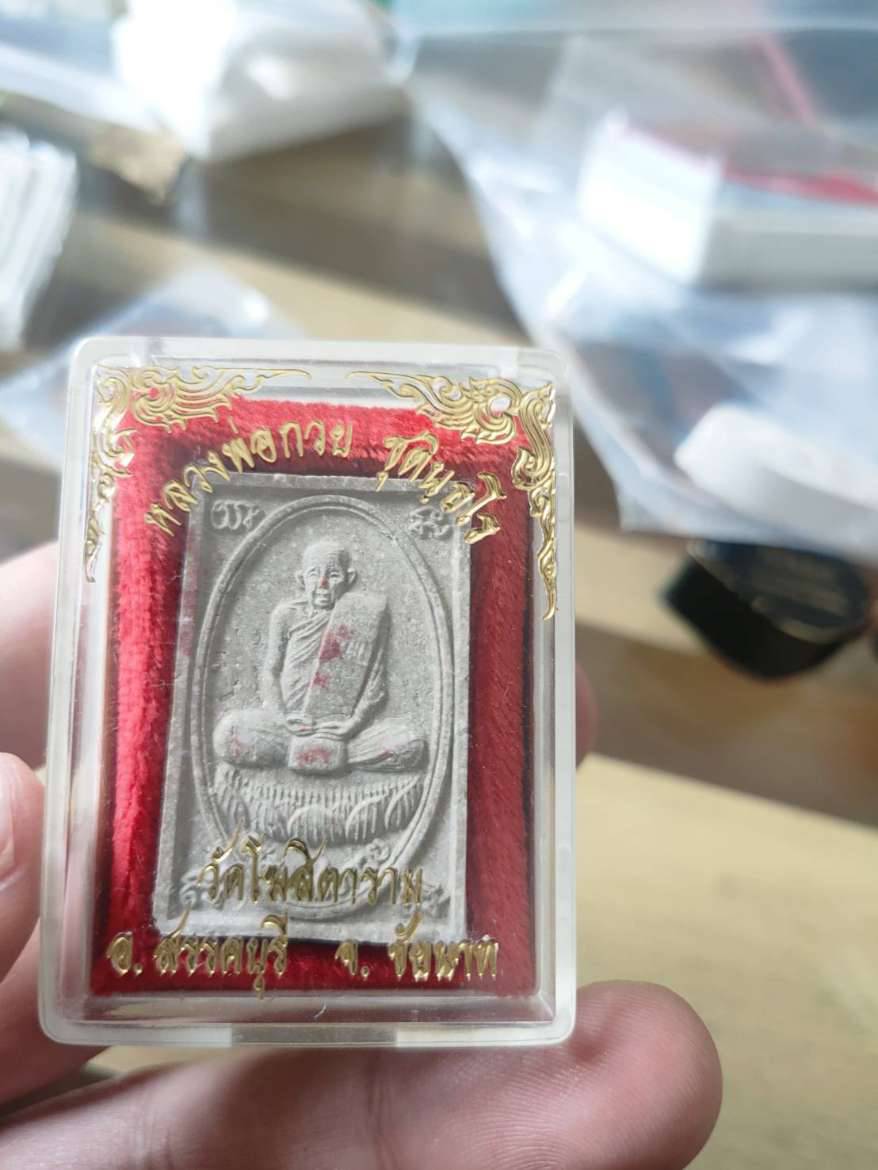 หลวงพ่อกวย ชุตินฺธโร
วัดโฆสิตาราม
อ. สรรคบุรี จ. ชัยนาท